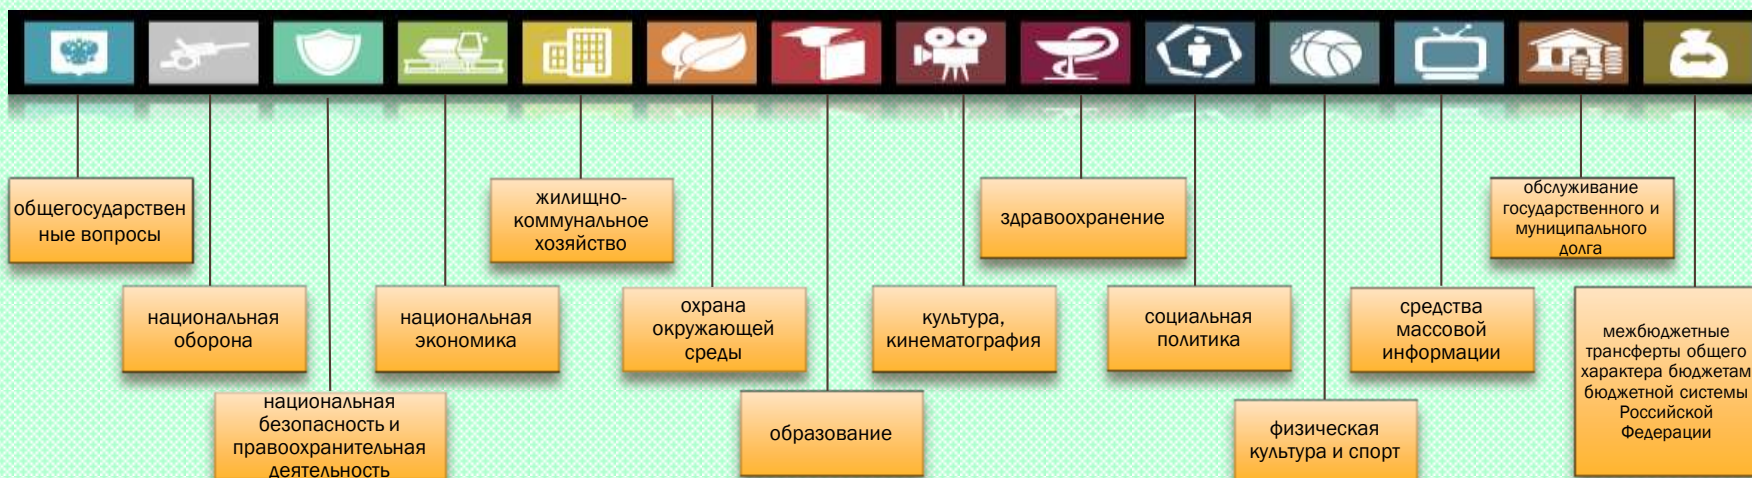 общегосударствен
ные вопросы
национальная
оборона
национальная
безопасность и
правоохранительная
деятельность
национальная
экономика
жилищно-
коммунальное
хозяйство
охрана
окружающей
среды
образование
культура,
кинематография
здравоохранение
социальная
политика
физическая
культура и спорт
средства
массовой
информации
обслуживание
государственного и
муниципального
долга
межбюджетные
трансферты общего
характера бюджетам
бюджетной системы
Российской
Федерации